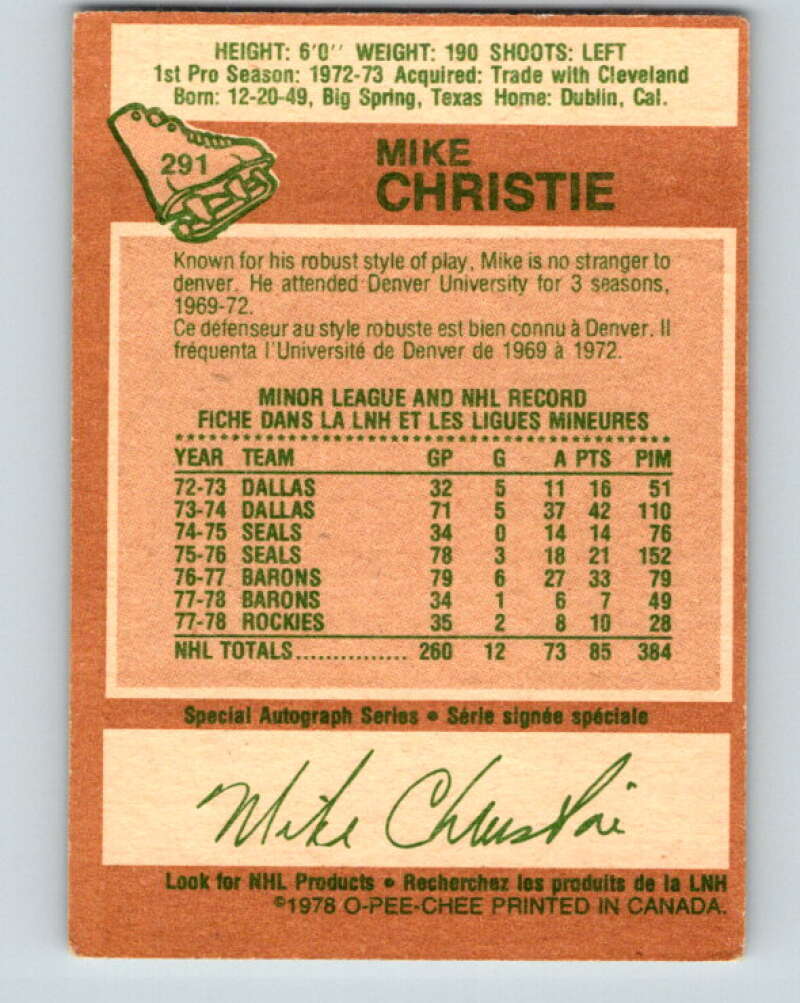 HEIGHT: 6'0'' WEIGHT: 190 SHOOTS: LEFT
1st Pro Season: 1972-73 Acquired: Trade with Cleveland
Born: 12-20-49, Big Spring, Texas Home: Dublin, Cal.
291
MIKE
CHRISTIE
Known for his robust style of play, Mike is no stranger to
denver. He attended Denver University for 3 seasons,
1969-72.
Ce défenseur au style robuste est bien connu à Denver. Il
fréquenta l'Université de Denver de 1969 à 1972.
MINOR LEAGUE AND NHL RECORD
FICHE DANS LA LNH ET LES LIGUES MINEURES
YEAR TEAM GP G A PTS PIM
72-73 DALLAS 32 5 11 16 51
73-74 DALLAS 71 5 37 42 110
74-75 SEALS 34 0 14 14 76
75-76 SEALS 78 3 18 21 152
76-77 BARONS 79 6 27 33 79
77-78 BARONS 34 1 6 7 49
77-78 ROCKIES 35 2 8 10 28
NHL TOTALS............... 260 12 73 85 384
Special Autograph Series • Série signée spéciale
Mike Christie
Look for NHL Products • Recherchez les produits de la LNH
©1978 O-PEE-CHEE PRINTED IN CANADA.